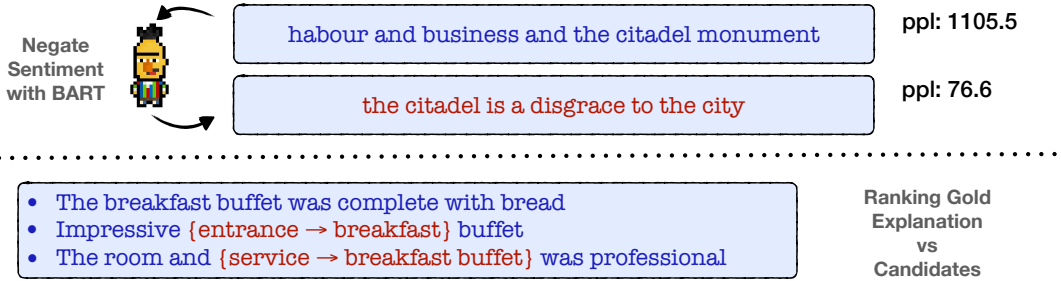 Negate
Sentiment
with BART
habour and business and the citadel monument
ppl: 1105.5
the citadel is a disgrace to the city
ppl: 76.6
• The breakfast buffet was complete with bread
• Impressive {entrance → breakfast} buffet
• The room and {service → breakfast buffet} was professional
Ranking Gold
Explanation
vs
Candidates